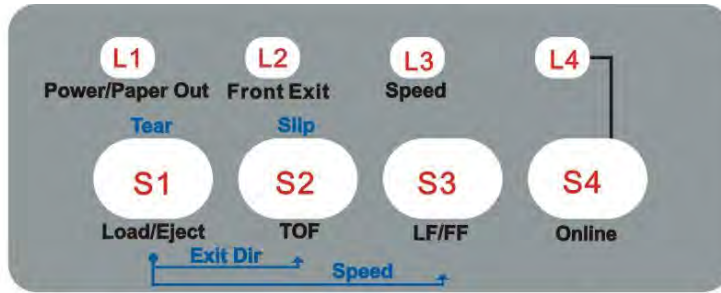 L1 L2 L3 L4
Power/Paper Out Front Exit Speed
Tear Slip
S1 S2 S3 S4
Load/Eject TOF LF/FF Online
Exit Dir
Speed